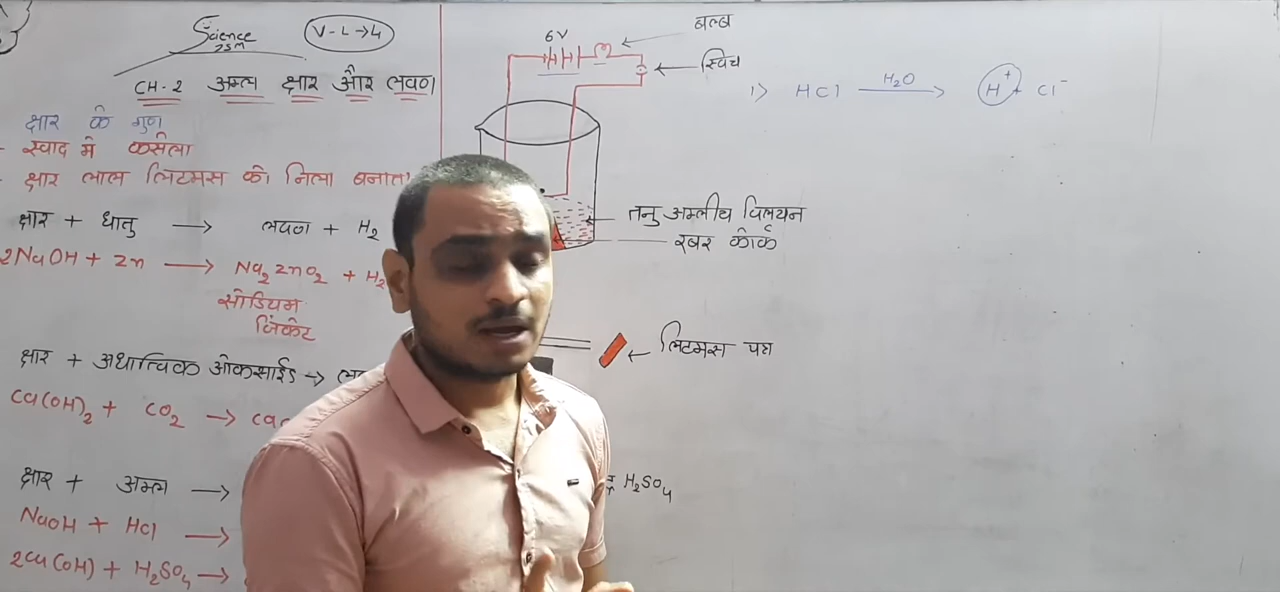 Science
V-L→4
CH-2 अम्ल क्षार और लवण
क्षार के गुण
- स्वाद मे कसेला
- क्षार लाल लिटमस को निला बनाता
क्षार + धातु → लवण + H2
2NaOH + Zn → Na2ZnO2 + H2
सोडियम
जिंकेट
क्षार + अधात्विक ओक्साईड →
Ca(OH)2 + CO2 →
क्षार + अम्ल →
NaOH + HCl →
2Ca(OH) + H2SO4 →
6V
बल्ब
स्विच
तनु अम्लीय विलयन
रबर कॉर्क
लिटमस पत्र
H2SO4
1) HCl H2O → H+ + Cl-